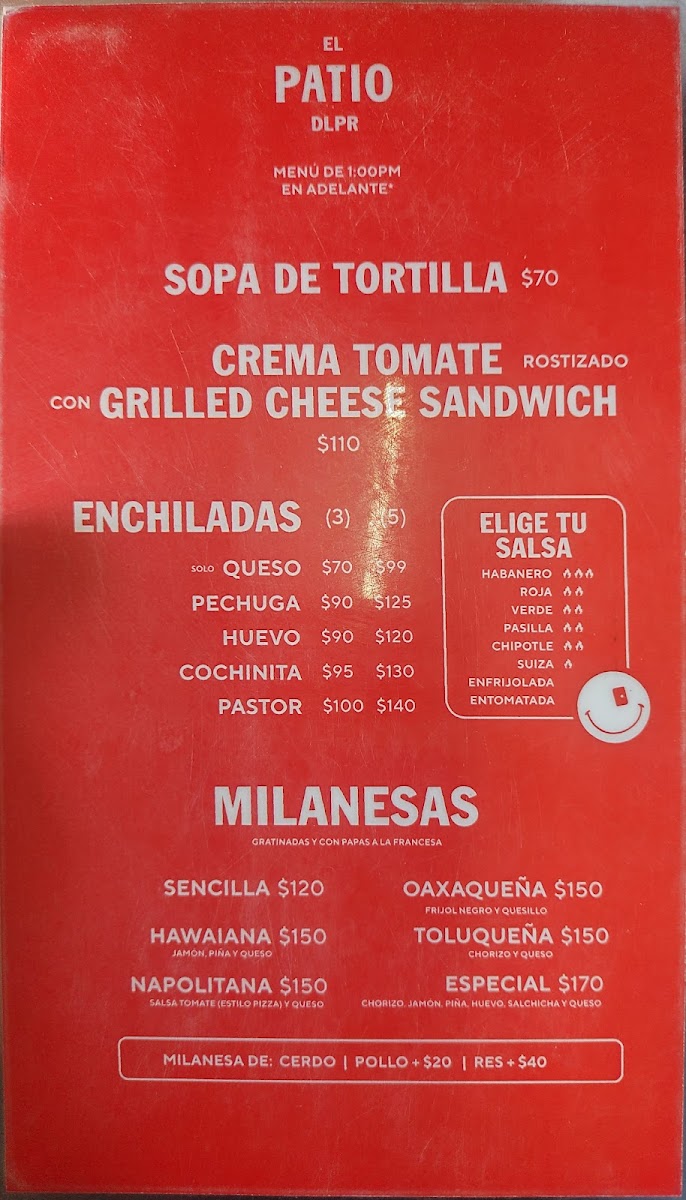 EL
PATIO
DLPR
MENÚ DE 1:00PM
EN ADELANTE*
SOPA DE TORTILLA $70
CREMA TOMATE ROSTIZADO
CON GRILLED CHEESE SANDWICH
$110
ENCHILADAS (3) (5)
SOLO QUESO $70 $99
PECHUGA $90 $125
HUEVO $90 $120
COCHINITA $95 $130
PASTOR $100 $140
ELIGE TU
SALSA
HABANERO
ROJA
VERDE
PASILLA
CHIPOTLE
SUIZA
ENFRIJOLADA
ENTOMATADA
MILANESAS
GRATINADAS Y CON PAPAS A LA FRANCESA
SENCILLA $120
HAWAIANA $150
JAMÓN, PIÑA Y QUESO
NAPOLITANA $150
SALSA TOMATE (ESTILO PIZZA) Y QUESO
OAXAQUEÑA $150
FRIJOL NEGRO Y QUESILLO
TOLUQUEÑA $150
CHORIZO Y QUESO
ESPECIAL $170
CHORIZO, JAMÓN, PIÑA, HUEVO, SALCHICHA Y QUESO
MILANESA DE: CERDO | POLLO + $20 | RES + $40